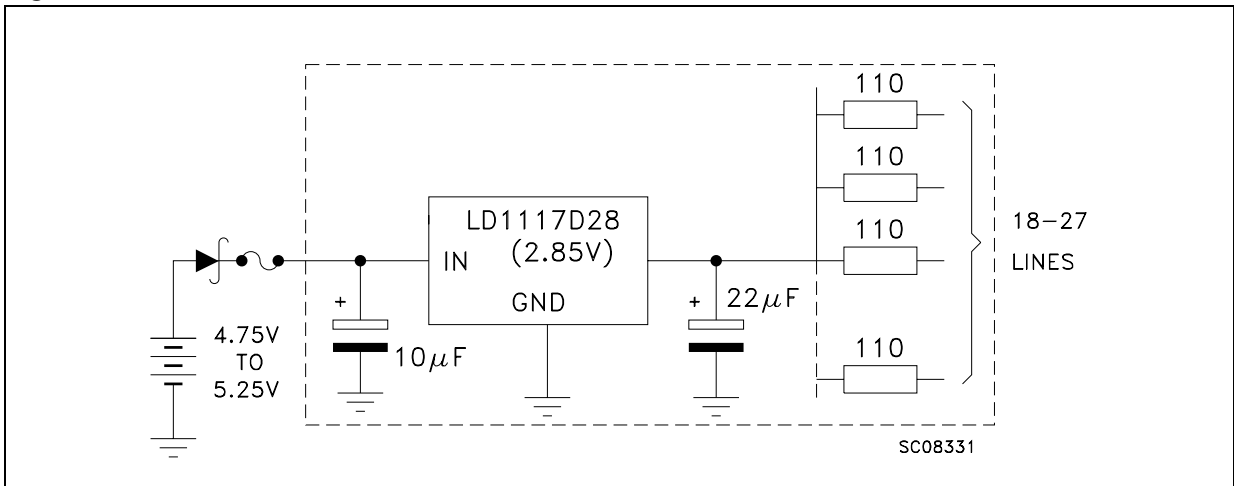 110
110
110
110
18-27
LINES
LD1117D28
(2.85V)
IN
GND
+
10µF
+
22µF
4.75V
TO
5.25V
SC08331